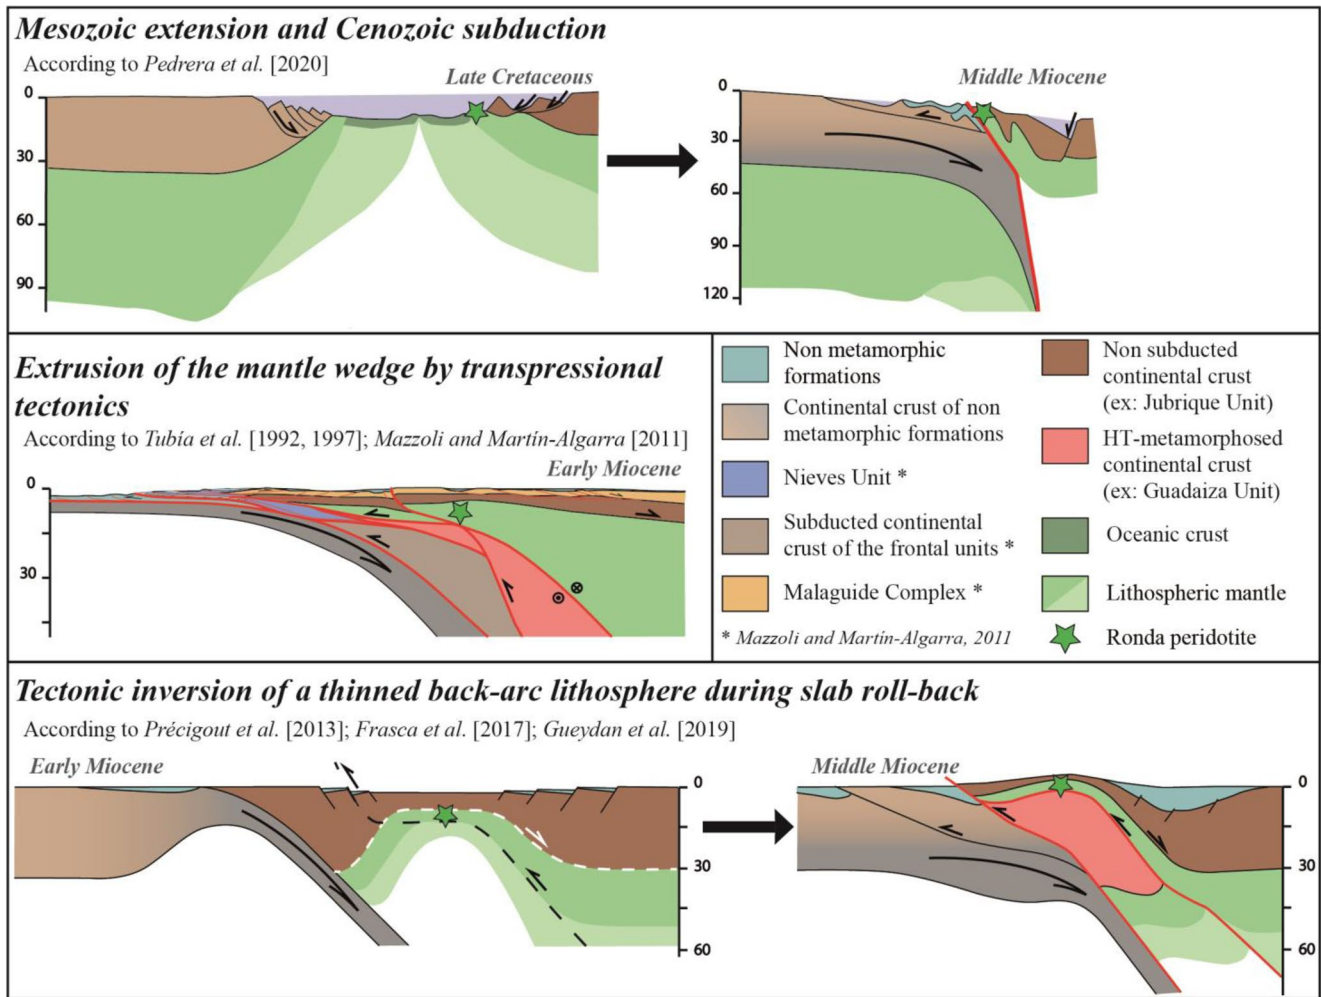 Mesozoic extension and Cenozoic subduction
According to Pedrera et al. [2020]
Late Cretaceous
0
30
60
90
Middle Miocene
0
30
60
90
120
Extrusion of the mantle wedge by transpressional
tectonics
According to Tubía et al. [1992, 1997]; Mazzoli and Martín-Algarra [2011]
Early Miocene
0
30
Non metamorphic
formations
Continental crust of non
metamorphic formations
Nieves Unit *
Subducted continental
crust of the frontal units *
Malaguide Complex *
* Mazzoli and Martín-Algarra, 2011
Non subducted
continental crust
(ex: Jubrique Unit)
HT-metamorphosed
continental crust
(ex: Guadaiza Unit)
Oceanic crust
Lithospheric mantle
Ronda peridotite
Tectonic inversion of a thinned back-arc lithosphere during slab roll-back
According to Précigout et al. [2013]; Frasca et al. [2017]; Gueydan et al. [2019]
Early Miocene
0
30
60
Middle Miocene
0
30
60